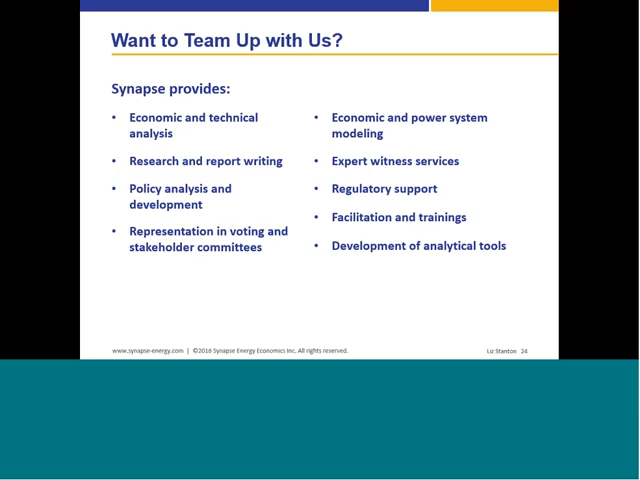 Want to Team Up with Us?
Synapse provides:
• Economic and technical
analysis
• Research and report writing
• Policy analysis and
development
• Representation in voting and
stakeholder committees
• Economic and power system
modeling
• Expert witness services
• Regulatory support
• Facilitation and trainings
• Development of analytical tools
www.synapse-energy.com | ©2016 Synapse Energy Economics Inc. All rights reserved.
Liz Stanton 24